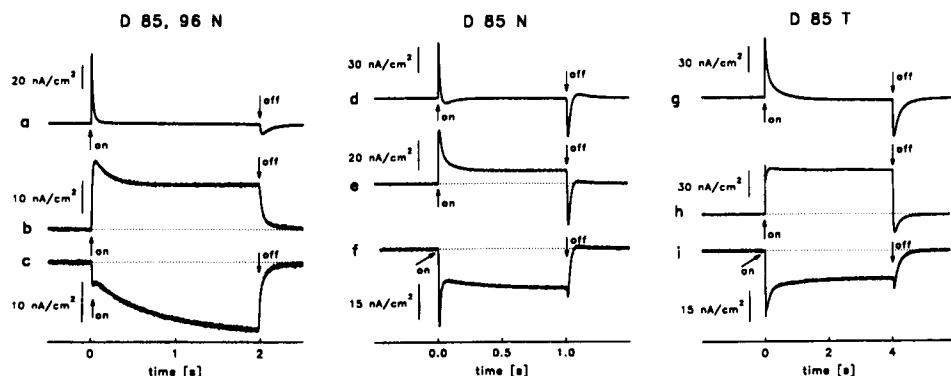 D 85, 96 N
20 nA/cm²
off
a
on
10 nA/cm²
off
b
on
c
off
10 nA/cm²
on
0
1
2
time [s]
D 85 N
30 nA/cm²
off
d
on
20 nA/cm²
off
e
on
f
off
on
15 nA/cm²
0.0
0.5
1.0
time [s]
D 85 T
30 nA/cm²
off
g
on
30 nA/cm²
off
h
on
i
off
on
15 nA/cm²
0
2
4
time [s]